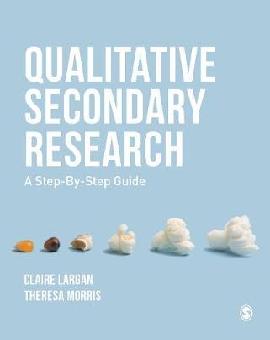 QUALITATIVE
SECONDARY
RESEARCH
A Step-By-Step Guide
CLAIRE LARGAN
THERESA MORRIS